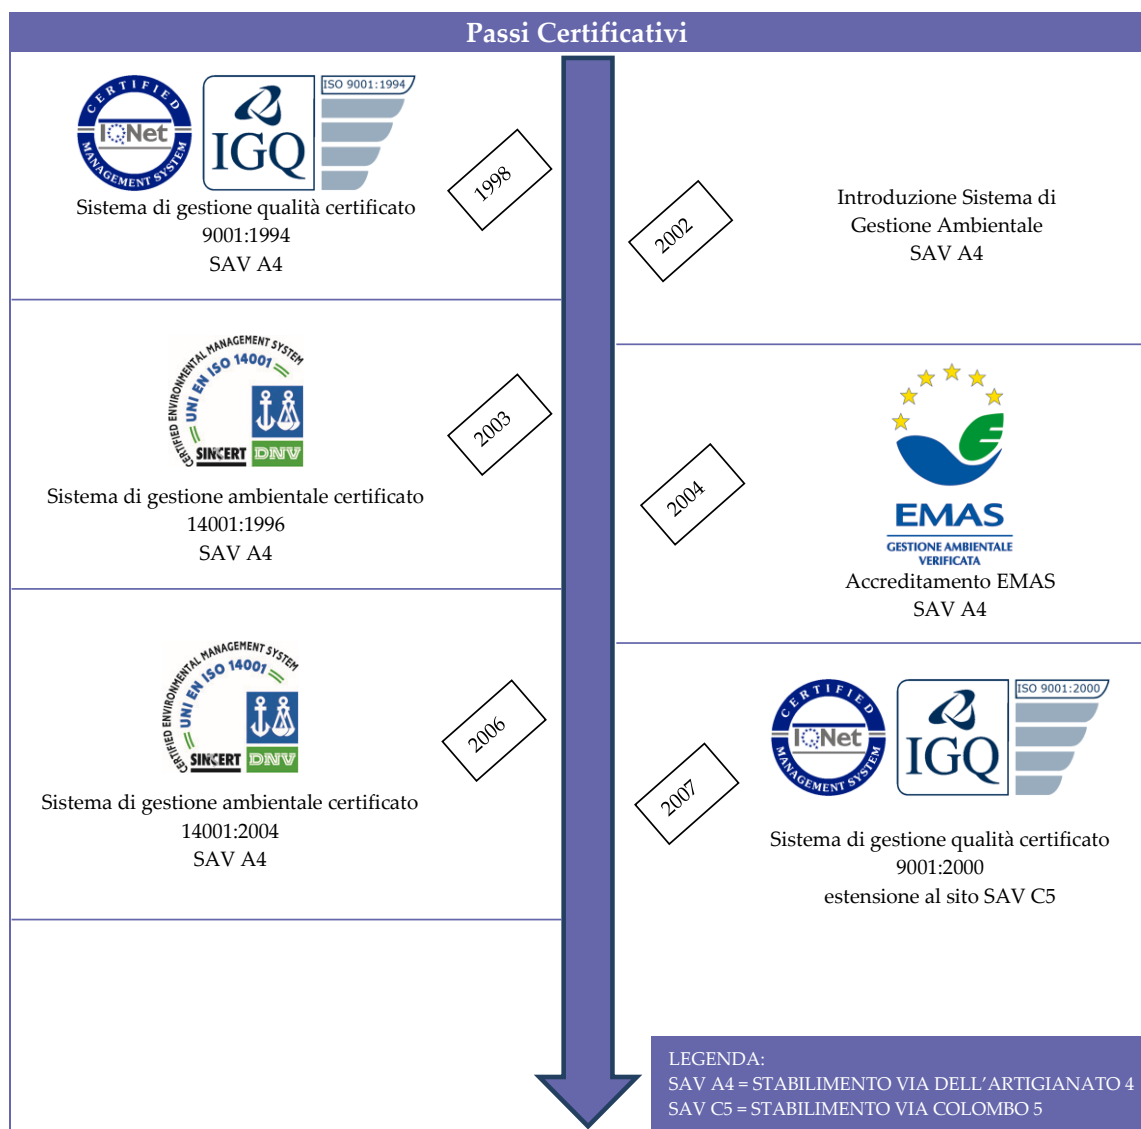 Passi Certificativi
CERTIFIED
IQNet
MANAGEMENT SYSTEM
IGQ
ISO 9001:1994
Sistema di gestione qualità certificato
9001:1994
SAV A4
1998
2002
Introduzione Sistema di
Gestione Ambientale
SAV A4
CERTIFIED ENVIRONMENTAL MANAGEMENT SYSTEM
UNI EN ISO 14001
SINCERT
DNV
Sistema di gestione ambientale certificato
14001:1996
SAV A4
2003
2004
EMAS
GESTIONE AMBIENTALE
VERIFICATA
Accreditamento EMAS
SAV A4
CERTIFIED ENVIRONMENTAL MANAGEMENT SYSTEM
UNI EN ISO 14001
SINCERT
DNV
Sistema di gestione ambientale certificato
14001:2004
SAV A4
2006
2007
CERTIFIED
IQNet
MANAGEMENT SYSTEM
IGQ
ISO 9001:2000
Sistema di gestione qualità certificato
9001:2000
estensione al sito SAV C5
LEGENDA:
SAV A4 = STABILIMENTO VIA DELL’ARTIGIANATO 4
SAV C5 = STABILIMENTO VIA COLOMBO 5